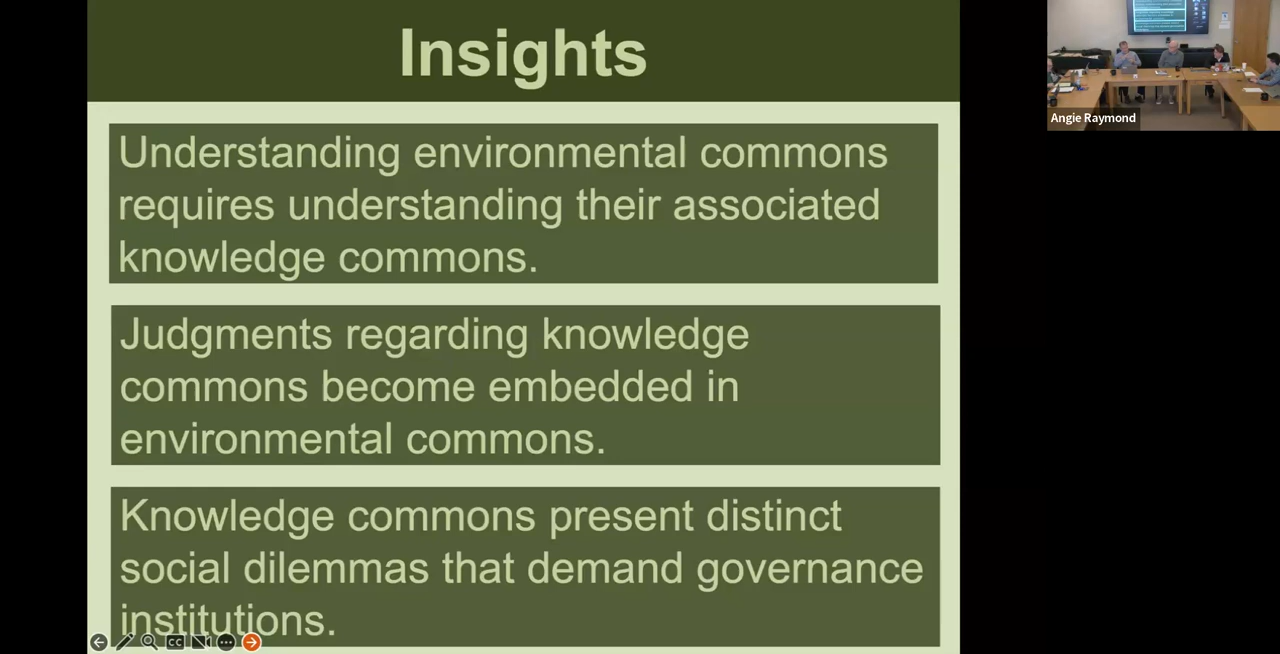 Insights
Understanding environmental commons
requires understanding their associated
knowledge commons.
Judgments regarding knowledge
commons become embedded in
environmental commons.
Knowledge commons present distinct
social dilemmas that demand governance
institutions.
CC
Angie Raymond